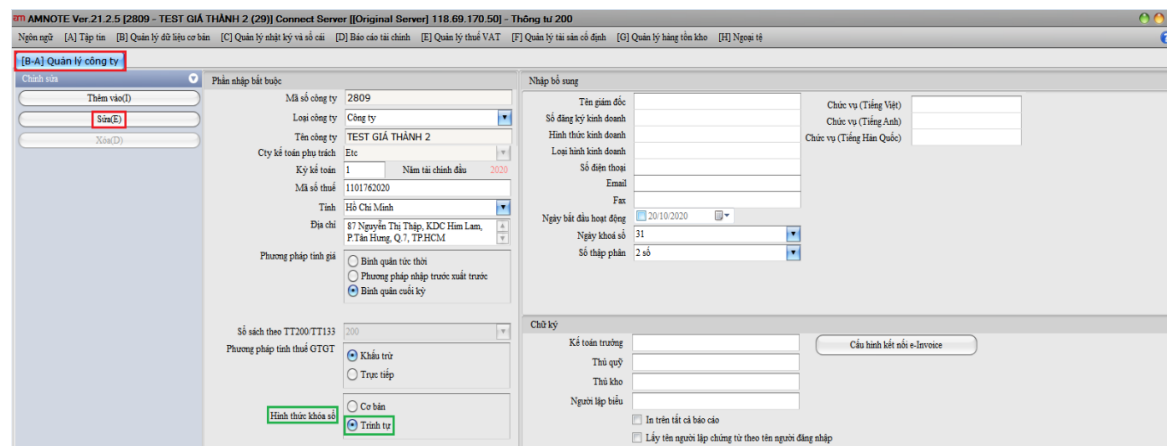 am AMNOTE Ver.21.2.5 [2809 - TEST GIÁ THÀNH 2 (29)] Connect Server [[Original Server] 118.69.170.50] - Thông tư 200
Ngôn ngữ [A] Tập tin [B] Quản lý dữ liệu cơ bản [C] Quản lý nhật ký và sổ cái [D] Báo cáo tài chính [E] Quản lý thuế VAT [F] Quản lý tài sản cố định [G] Quản lý hàng tồn kho [H] Ngoại tệ
[B-A] Quản lý công ty
Chỉnh sửa
Thêm vào(I)
Sửa(E)
Xóa(D)
Phần nhập bắt buộc
Mã số công ty 2809
Loại công ty Công ty
Tên công ty TEST GIÁ THÀNH 2
Cty kế toán phụ trách Etc
Kỳ kế toán 1 Năm tài chính đầu 2020
Mã số thuế 1101762020
Tỉnh Hồ Chí Minh
Địa chỉ 87 Nguyễn Thị Thập, KDC Him Lam,
P.Tân Hưng, Q.7, TP.HCM
Phương pháp tính giá
Bình quân tức thời
Phương pháp nhập trước xuất trước
Bình quân cuối kỳ
Sổ sách theo TT200/TT133 200
Phương pháp tính thuế GTGT
Khấu trừ
Trực tiếp
Hình thức khóa sổ
Cơ bản
Trình tự
Nhập bổ sung
Tên giám đốc
Số đăng ký kinh doanh
Hình thức kinh doanh
Loại hình kinh doanh
Số điện thoại
Email
Fax
Ngày bắt đầu hoạt động 20/10/2020
Ngày khoá sổ 31
Số thập phân 2 số
Chức vụ (Tiếng Việt)
Chức vụ (Tiếng Anh)
Chức vụ (Tiếng Hàn Quốc)
Chữ ký
Kế toán trưởng
Thủ quỹ
Thủ kho
Người lập biểu
Cấu hình kết nối e-Invoice
In trên tất cả báo cáo
Lấy tên người lập chứng từ theo tên người đăng nhập